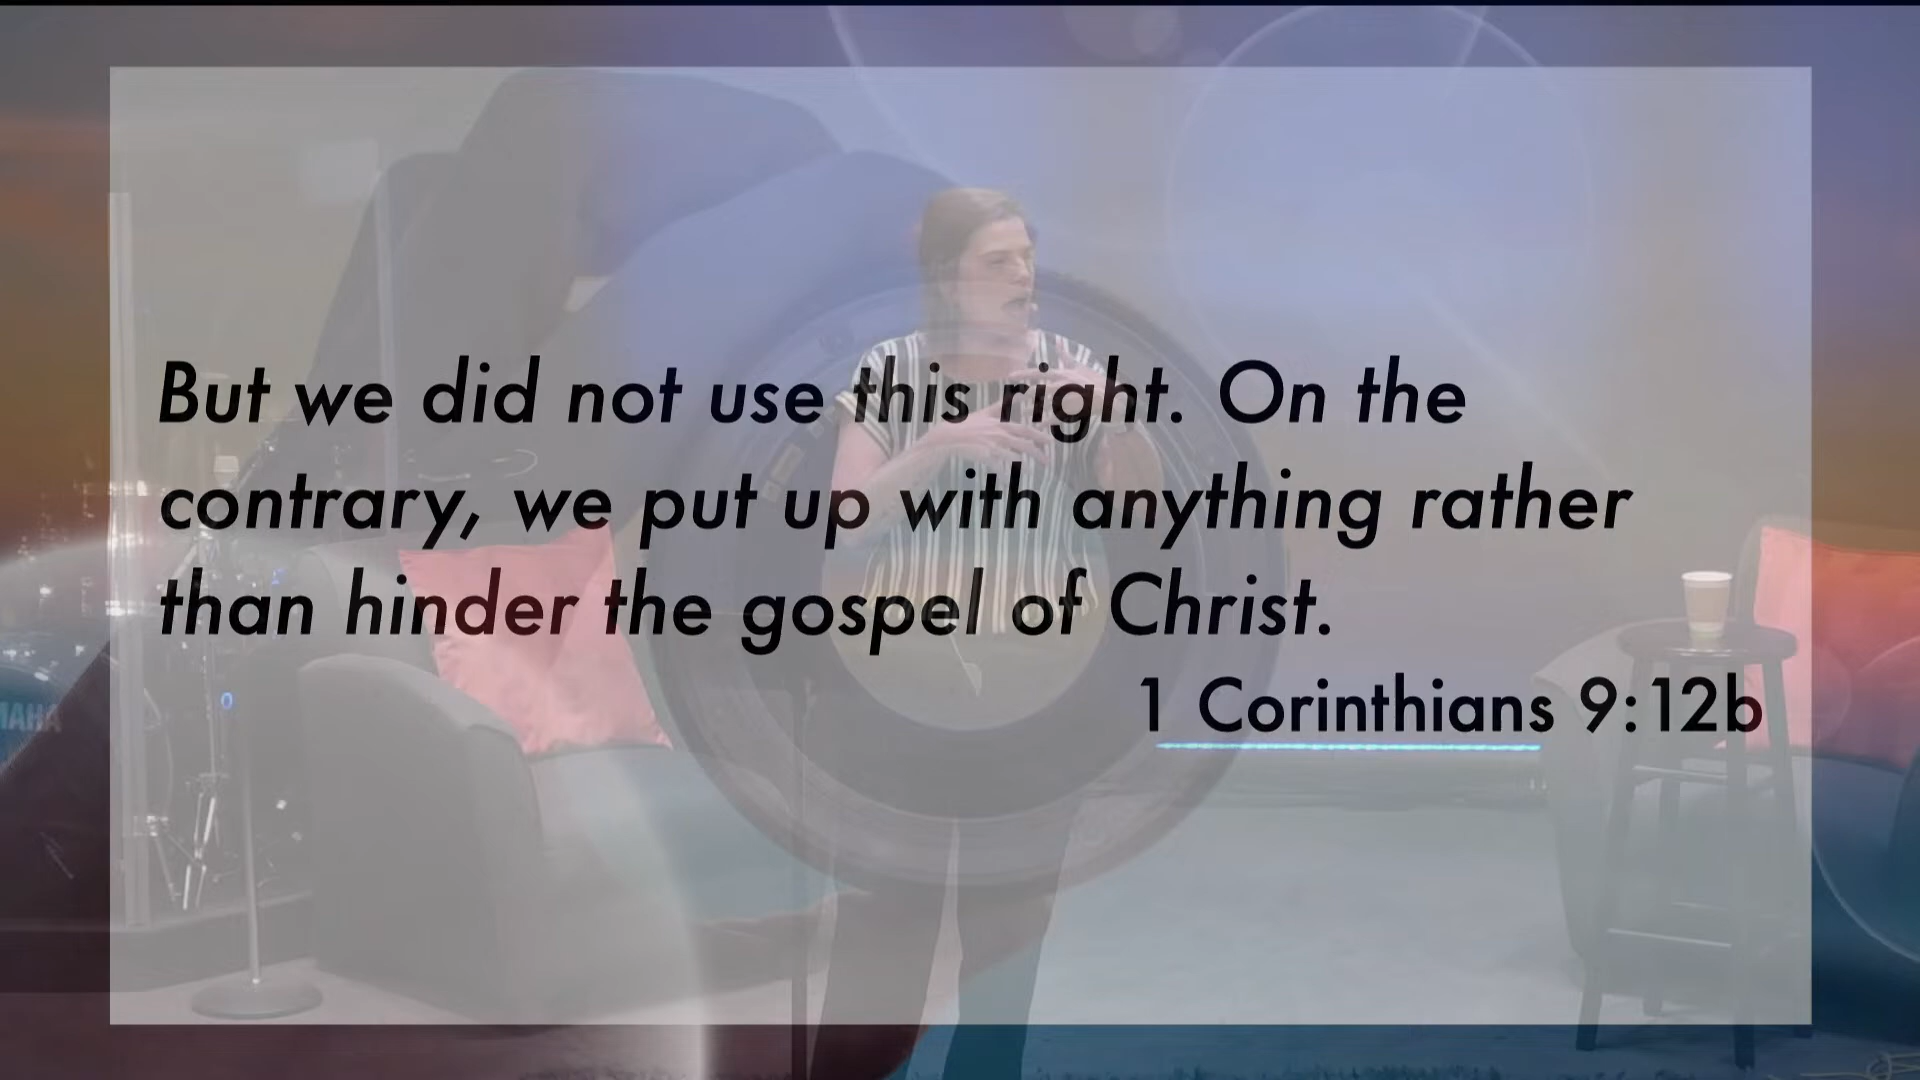 But we did not use this right. On the
contrary, we put up with anything rather
than hinder the gospel of Christ.
1 Corinthians 9:12b